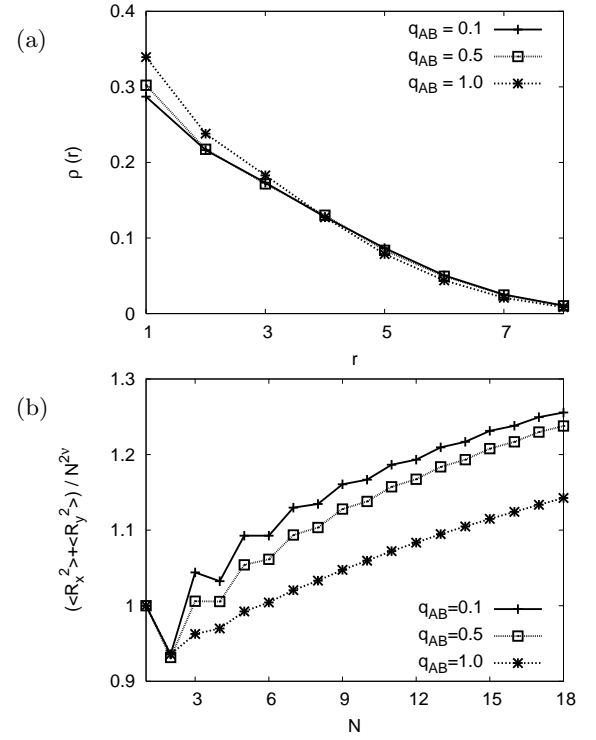 (a)
0.4
0.3
0.2
0.1
0
ρ (r)
q_AB = 0.1
q_AB = 0.5
q_AB = 1.0
1 3 5 7
r
(b)
1.3
1.2
1.1
1
0.9
(<R_x^2>+<R_y^2>) / N^2ν
q_AB=0.1
q_AB=0.5
q_AB=1.0
3 6 9 12 15 18
N